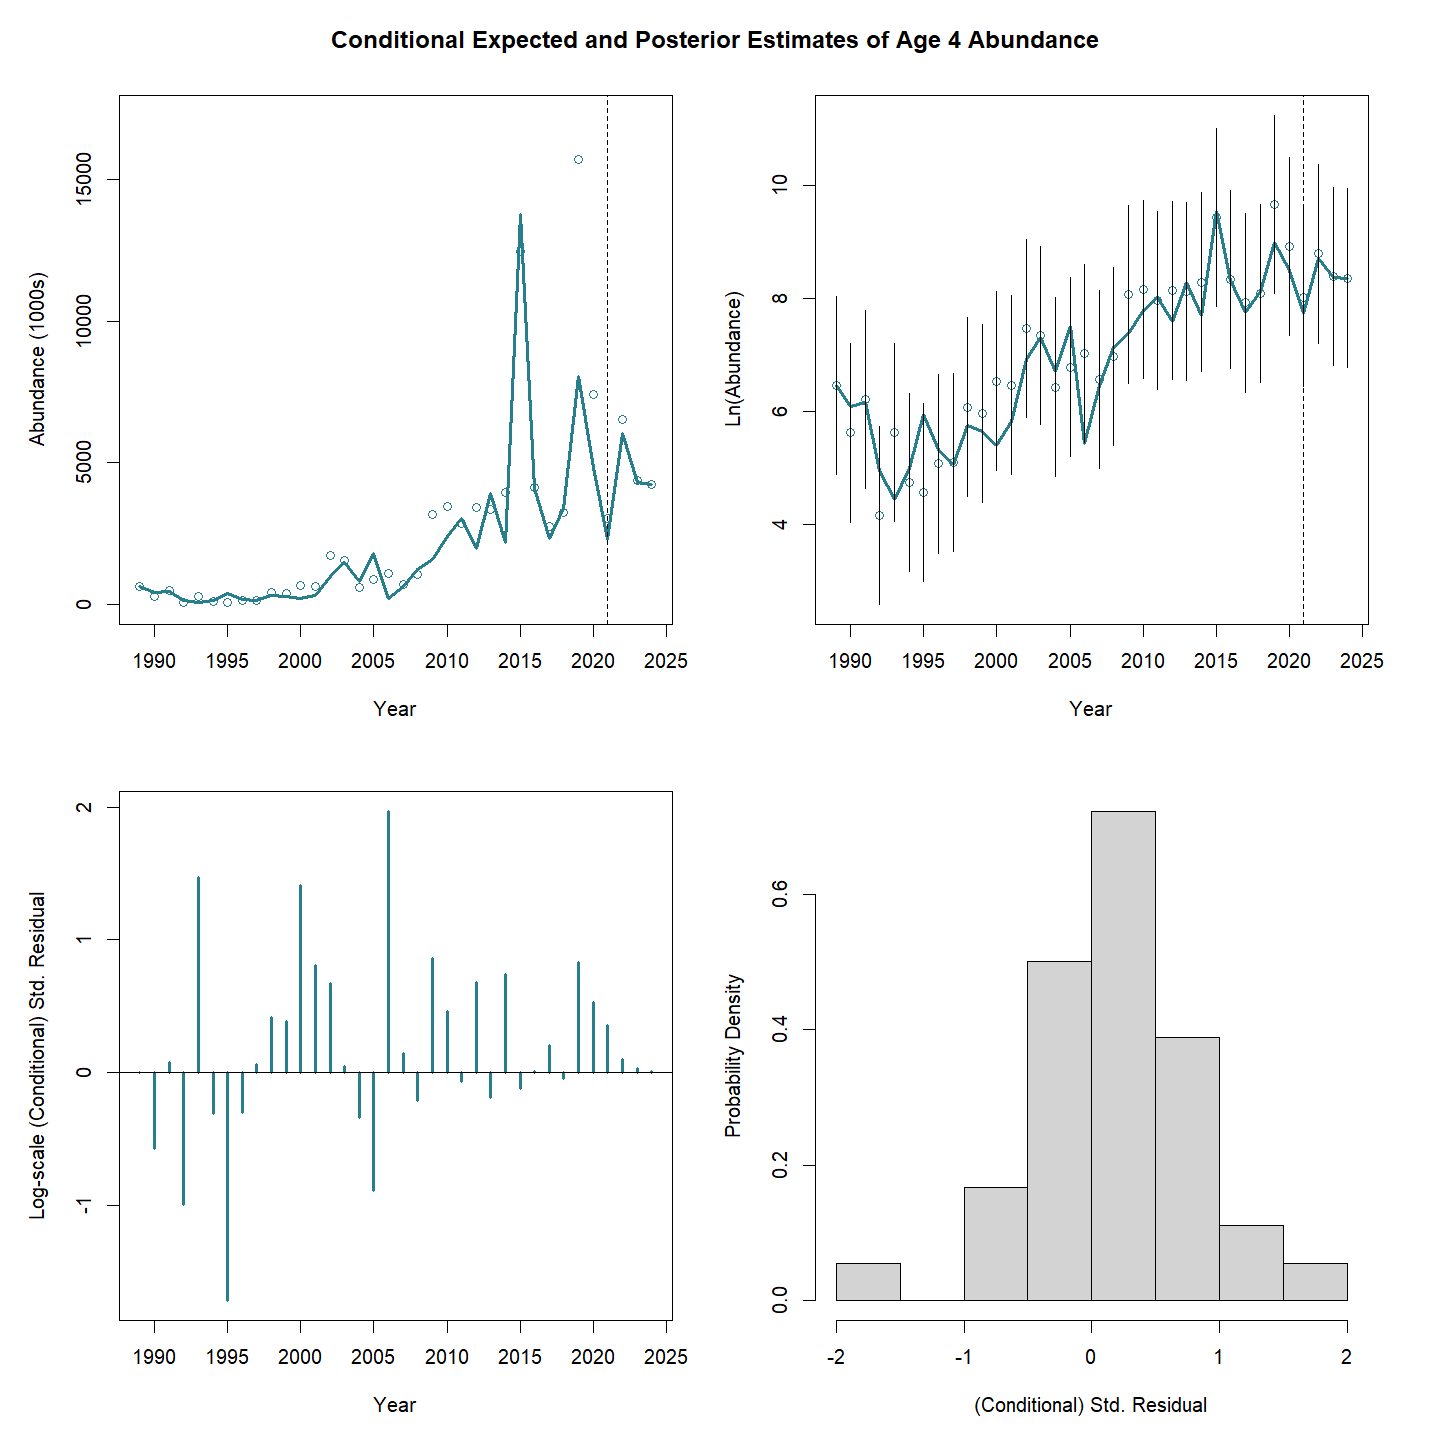 Conditional Expected and Posterior Estimates of Age 4 Abundance
Abundance (1000s)
15000
10000
5000
0
1990 1995 2000 2005 2010 2015 2020 2025
Year
Ln(Abundance)
10
8
6
4
1990 1995 2000 2005 2010 2015 2020 2025
Year
Log-scale (Conditional) Std. Residual
2
1
0
-1
1990 1995 2000 2005 2010 2015 2020 2025
Year
Probability Density
0.6
0.4
0.2
0.0
-2 -1 0 1 2
(Conditional) Std. Residual